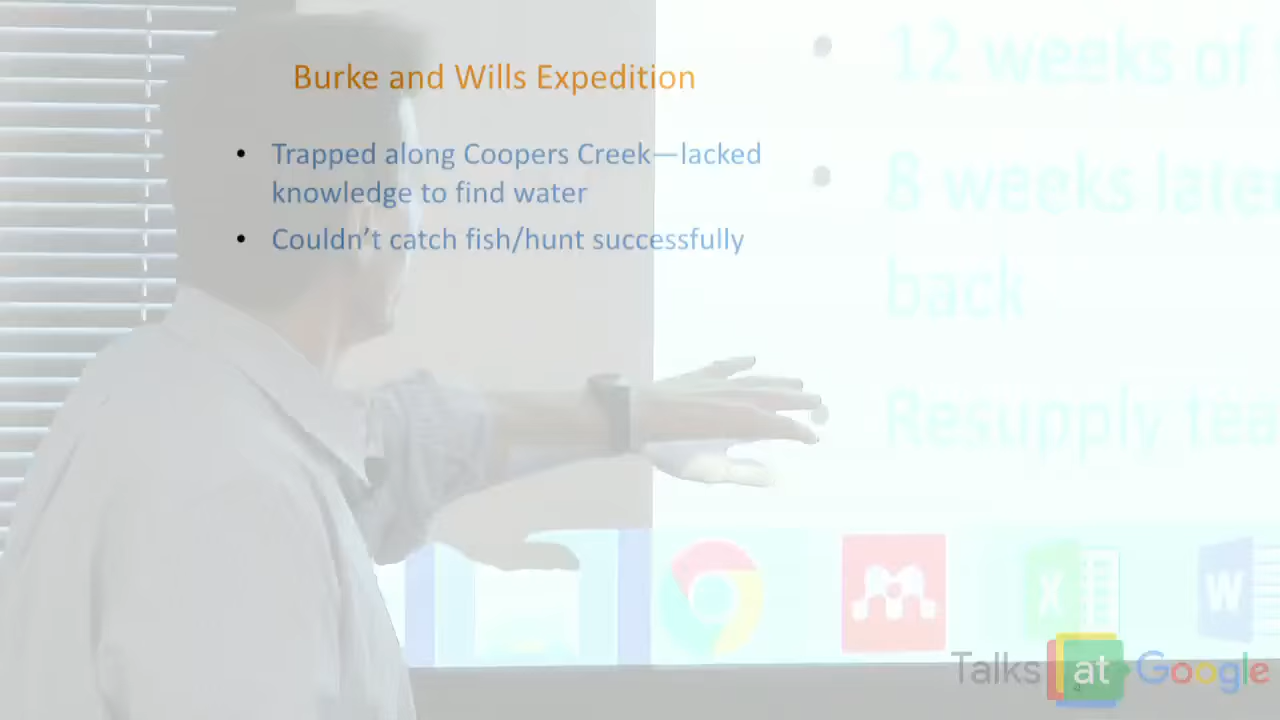 Burke and Wills Expedition
• Trapped along Coopers Creek—lacked
knowledge to find water
• Couldn't catch fish/hunt successfully
• 12 weeks of
• 8 weeks later
back
• Resupply
X
W
Talks at Google